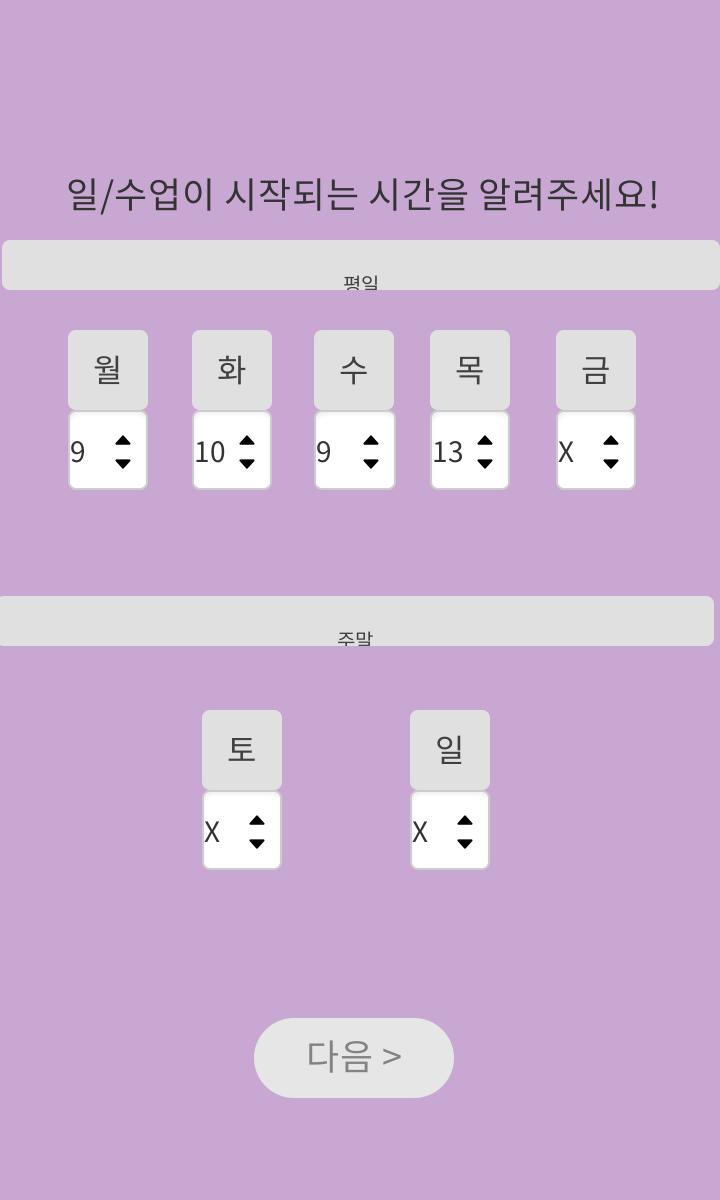 일/수업이 시작되는 시간을 알려주세요!
평일
월 화 수 목 금
9 10 9 13 X
주말
토 일
X X
다음 >